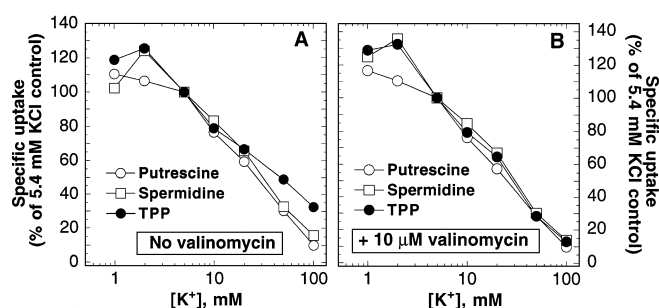 Specific uptake
(% of 5.4 mM KCl control)
140
120
100
80
60
40
20
0
A
Putrescine
Spermidine
TPP
No valinomycin
1
10
100
[K+], mM
B
Putrescine
Spermidine
TPP
+ 10 μM valinomycin
1
10
100
[K+], mM
140
120
100
80
60
40
20
0
Specific uptake
(% of 5.4 mM KCl control)